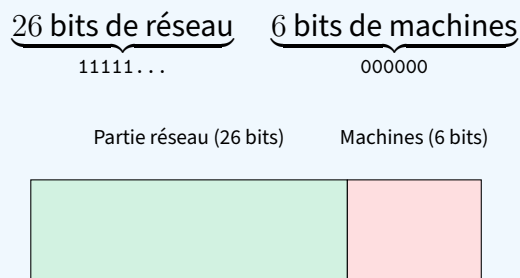 26 bits de réseau 6 bits de machines
11111... 000000
Partie réseau (26 bits) Machines (6 bits)